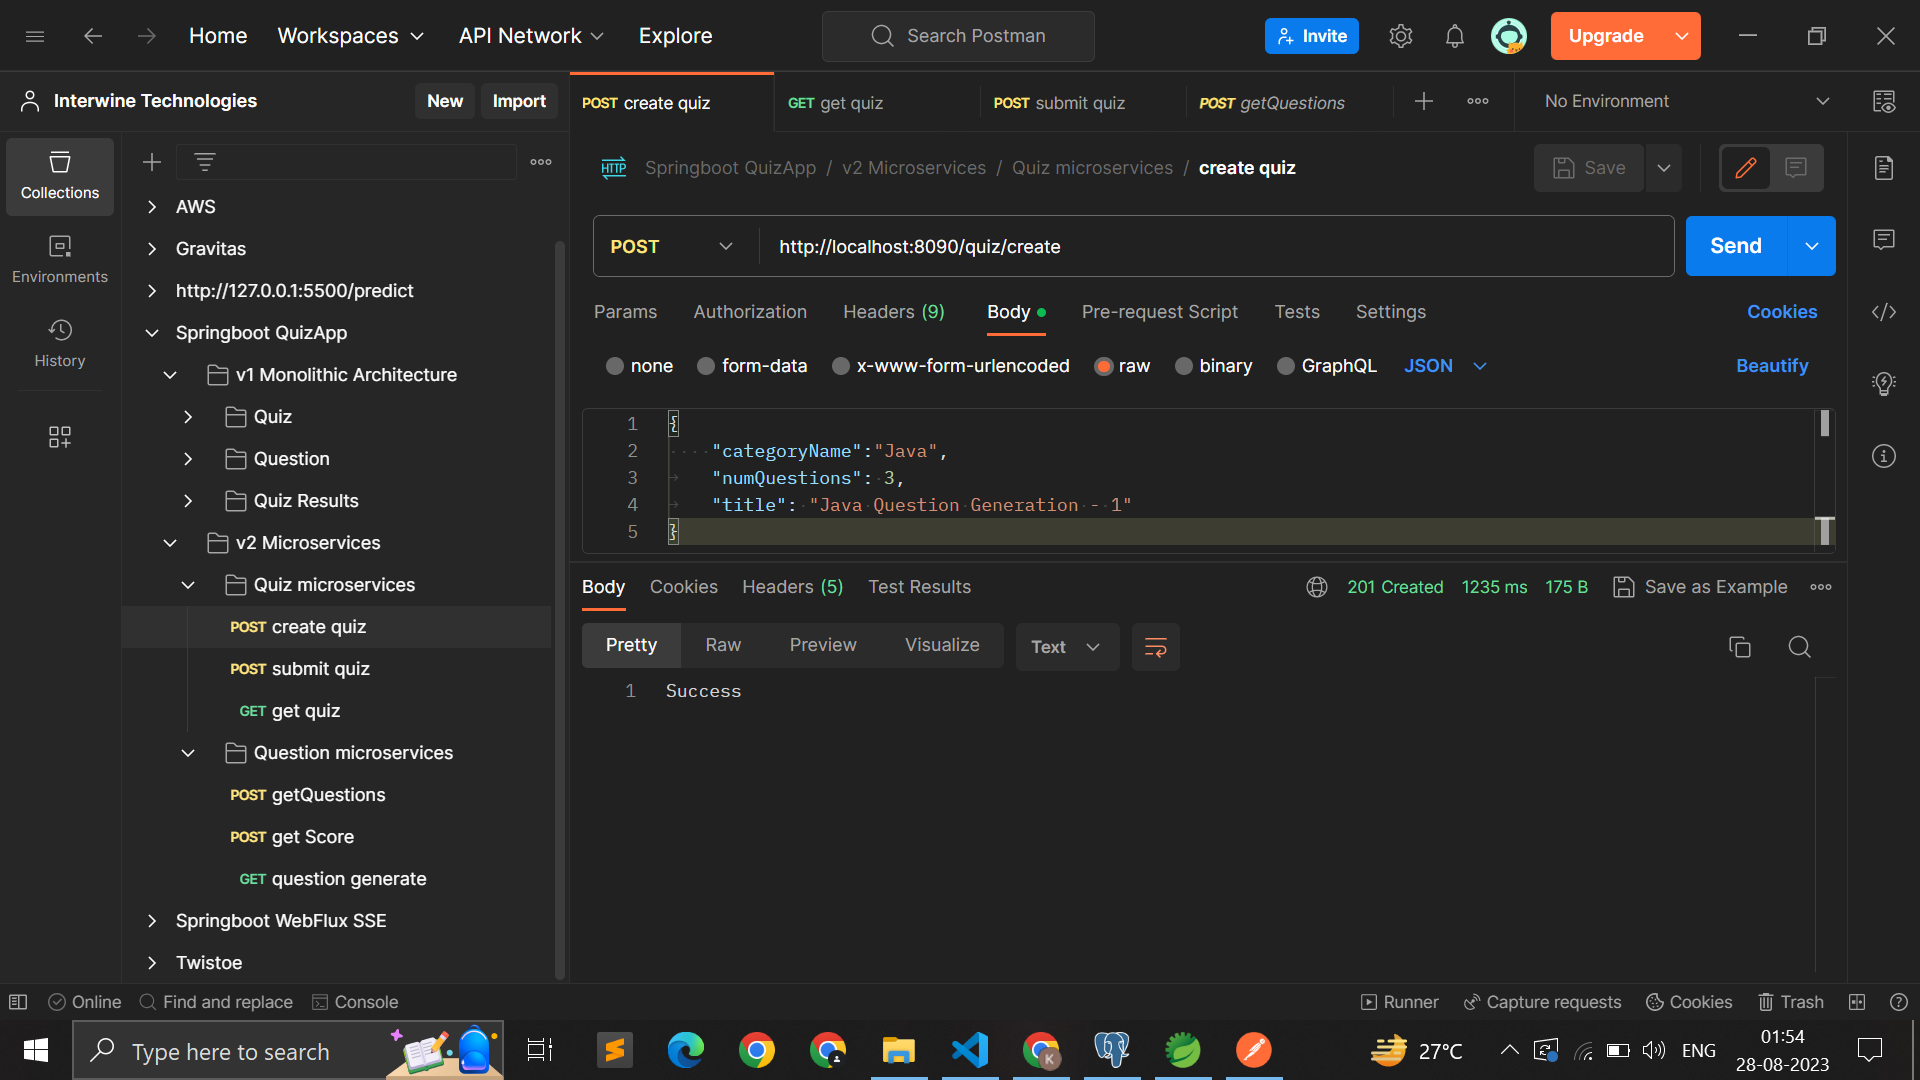 Home
Workspaces
API Network
Explore
Search Postman
Invite
Upgrade
Interwine Technologies
New
Import
POST create quiz
GET get quiz
POST submit quiz
POST getQuestions
No Environment
Collections
Environments
History
AWS
Gravitas
http://127.0.0.1:5500/predict
Springboot QuizApp
v1 Monolithic Architecture
Quiz
Question
Quiz Results
v2 Microservices
Quiz microservices
POST create quiz
POST submit quiz
GET get quiz
Question microservices
POST getQuestions
POST get Score
GET question generate
Springboot WebFlux SSE
Twistoe
HTTP Springboot QuizApp / v2 Microservices / Quiz microservices / create quiz
Save
POST
http://localhost:8090/quiz/create
Send
Params Authorization Headers (9) Body Pre-request Script Tests Settings
Cookies
none form-data x-www-form-urlencoded raw binary GraphQL JSON
Beautify
1 {
2 "categoryName":"Java",
3 "numQuestions": 3,
4 "title": "Java Question Generation - 1"
5 }
Body Cookies Headers (5) Test Results
201 Created 1235 ms 175 B Save as Example
Pretty Raw Preview Visualize Text
1 Success
Online Find and replace Console
Runner Capture requests Cookies Trash
Type here to search
K
27°C
ENG
01:54
28-08-2023